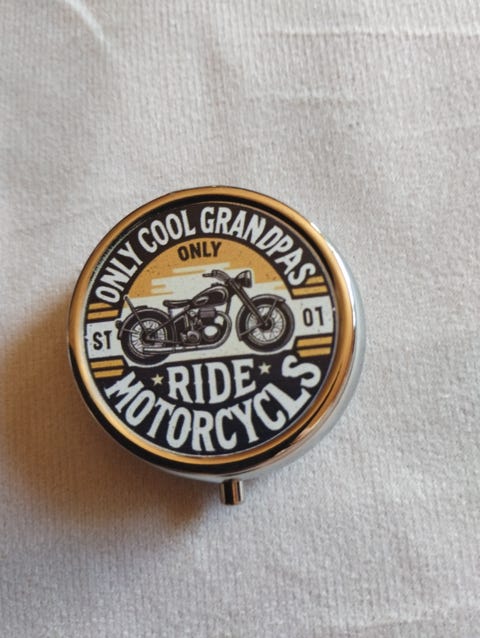 ONLY COOL GRANDPAS
ONLY
ST 01
RIDE
MOTORCYCLS